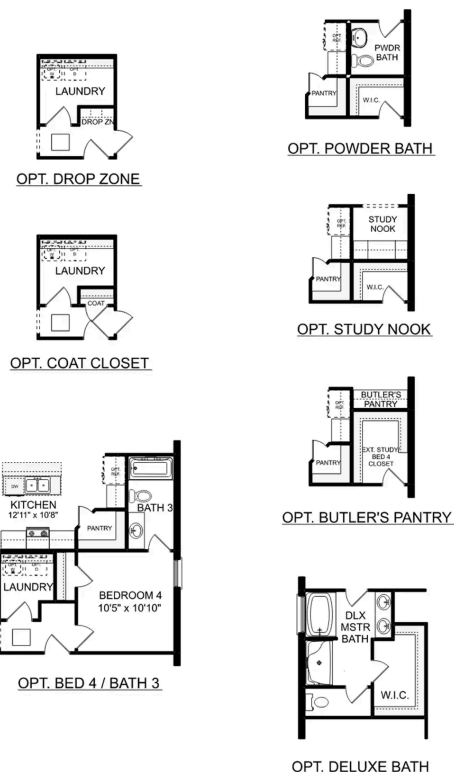 LAUNDRY
DROP ZN
OPT. DROP ZONE
PWDR
BATH
PANTRY
W.I.C.
OPT. POWDER BATH
LAUNDRY
COAT
OPT. COAT CLOSET
STUDY
NOOK
PANTRY
W.I.C.
OPT. STUDY NOOK
BUTLER'S
PANTRY
EXT. STUDY/
BED 4
CLOSET
PANTRY
OPT. BUTLER'S PANTRY
KITCHEN
12'11" x 10'8"
PANTRY
BATH 3
LAUNDRY
BEDROOM 4
10'5" x 10'10"
OPT. BED 4 / BATH 3
DLX
MSTR
BATH
W.I.C.
OPT. DELUXE BATH